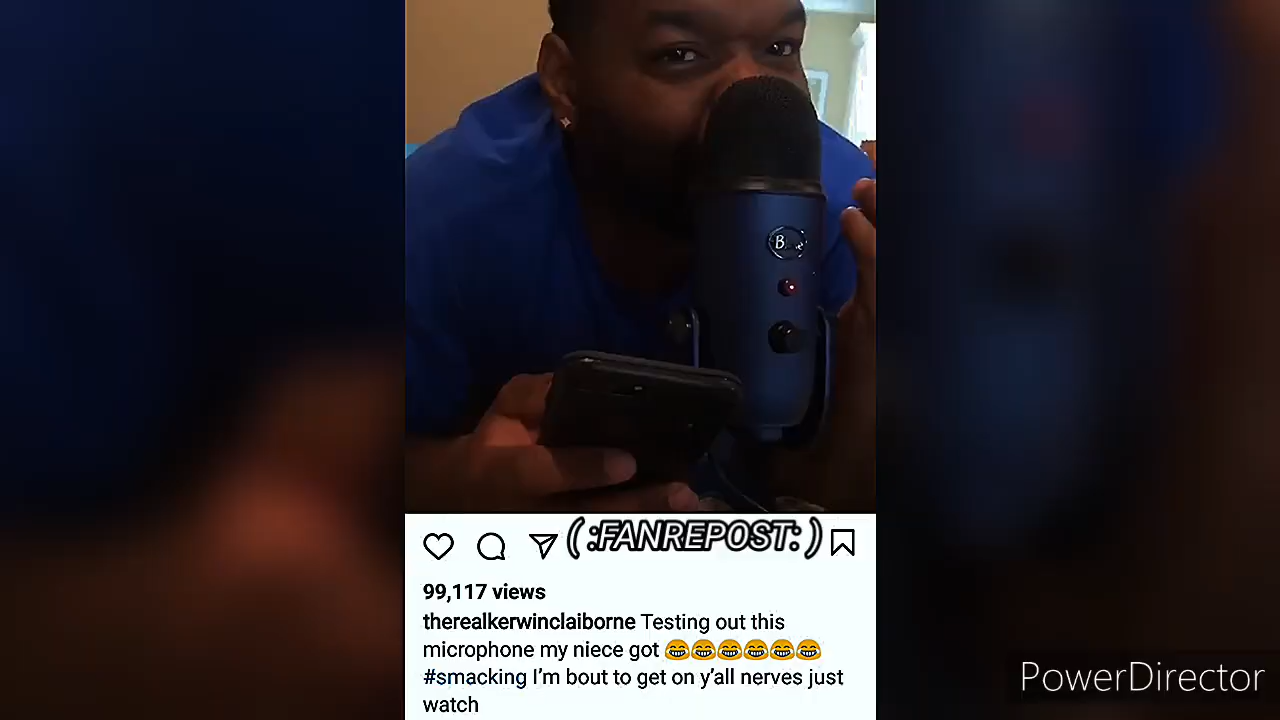 Blue
( :FANREPOST: )
99,117 views
therealkerwinclaiborne Testing out this
microphone my niece got 😂😂😂😂😂😂
#smacking I'm bout to get on y'all nerves just
watch
PowerDirector